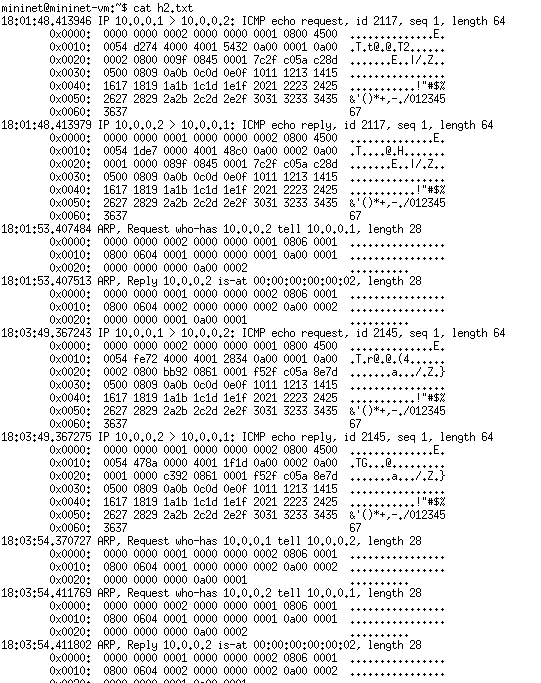 mininet@mininet-vm:~$ cat h2.txt
18:01:48.413946 IP 10.0.0.1 > 10.0.0.2: ICMP echo request, id 2117, seq 1, length 64
0x0000: 0000 0000 0002 0000 0000 0001 0800 4500 ..............E.
0x0010: 0054 d274 4000 4001 5432 0a00 0001 0a00 .T.t@.@.T2......
0x0020: 0002 0800 009f 0845 0001 7c2f c05a c28d .......E..|/.Z..
0x0030: 0500 0809 0a0b 0c0d 0e0f 1011 1213 1415 ................
0x0040: 1617 1819 1a1b 1c1d 1e1f 2021 2223 2425 ...........!"#$%
0x0050: 2627 2829 2a2b 2c2d 2e2f 3031 3233 3435 &'()*+,-./012345
0x0060: 3637 67
18:01:48.413979 IP 10.0.0.2 > 10.0.0.1: ICMP echo reply, id 2117, seq 1, length 64
0x0000: 0000 0000 0001 0000 0000 0002 0800 4500 ..............E.
0x0010: 0054 1de7 0000 4001 48c0 0a00 0002 0a00 .T....@.H.......
0x0020: 0001 0000 089f 0845 0001 7c2f c05a c28d .......E..|/.Z..
0x0030: 0500 0809 0a0b 0c0d 0e0f 1011 1213 1415 ................
0x0040: 1617 1819 1a1b 1c1d 1e1f 2021 2223 2425 ...........!"#$%
0x0050: 2627 2829 2a2b 2c2d 2e2f 3031 3233 3435 &'()*+,-./012345
0x0060: 3637 67
18:01:53.407484 ARP, Request who-has 10.0.0.2 tell 10.0.0.1, length 28
0x0000: 0000 0000 0002 0000 0000 0001 0806 0001 ................
0x0010: 0800 0604 0001 0000 0000 0001 0a00 0001 ................
0x0020: 0000 0000 0000 0a00 0002 ..........
18:01:53.407513 ARP, Reply 10.0.0.2 is-at 00:00:00:00:00:02, length 28
0x0000: 0000 0000 0001 0000 0000 0002 0806 0001 ................
0x0010: 0800 0604 0002 0000 0000 0002 0a00 0002 ................
0x0020: 0000 0000 0001 0a00 0001 ..........
18:03:49.367243 IP 10.0.0.1 > 10.0.0.2: ICMP echo request, id 2145, seq 1, length 64
0x0000: 0000 0000 0002 0000 0000 0001 0800 4500 ..............E.
0x0010: 0054 fe72 4000 4001 2834 0a00 0001 0a00 .T.r@.@.(4......
0x0020: 0002 0800 bb92 0861 0001 f52f c05a 8e7d .......a.../.Z.}
0x0030: 0500 0809 0a0b 0c0d 0e0f 1011 1213 1415 ................
0x0040: 1617 1819 1a1b 1c1d 1e1f 2021 2223 2425 ...........!"#$%
0x0050: 2627 2829 2a2b 2c2d 2e2f 3031 3233 3435 &'()*+,-./012345
0x0060: 3637 67
18:03:49.367275 IP 10.0.0.2 > 10.0.0.1: ICMP echo reply, id 2145, seq 1, length 64
0x0000: 0000 0000 0001 0000 0000 0002 0800 4500 ..............E.
0x0010: 0054 478a 0000 4001 1f1d 0a00 0002 0a00 .TG...@.........
0x0020: 0001 0000 c392 0861 0001 f52f c05a 8e7d .......a.../.Z.}
0x0030: 0500 0809 0a0b 0c0d 0e0f 1011 1213 1415 ................
0x0040: 1617 1819 1a1b 1c1d 1e1f 2021 2223 2425 ...........!"#$%
0x0050: 2627 2829 2a2b 2c2d 2e2f 3031 3233 3435 &'()*+,-./012345
0x0060: 3637 67
18:03:54.370727 ARP, Request who-has 10.0.0.1 tell 10.0.0.2, length 28
0x0000: 0000 0000 0001 0000 0000 0002 0806 0001 ................
0x0010: 0800 0604 0001 0000 0000 0002 0a00 0002 ................
0x0020: 0000 0000 0000 0a00 0001 ..........
18:03:54.411769 ARP, Request who-has 10.0.0.2 tell 10.0.0.1, length 28
0x0000: 0000 0000 0002 0000 0000 0001 0806 0001 ................
0x0010: 0800 0604 0001 0000 0000 0001 0a00 0001 ................
0x0020: 0000 0000 0000 0a00 0002 ..........
18:03:54.411802 ARP, Reply 10.0.0.2 is-at 00:00:00:00:00:02, length 28
0x0000: 0000 0000 0001 0000 0000 0002 0806 0001 ................
0x0010: 0800 0604 0002 0000 0000 0002 0a00 0002 ................